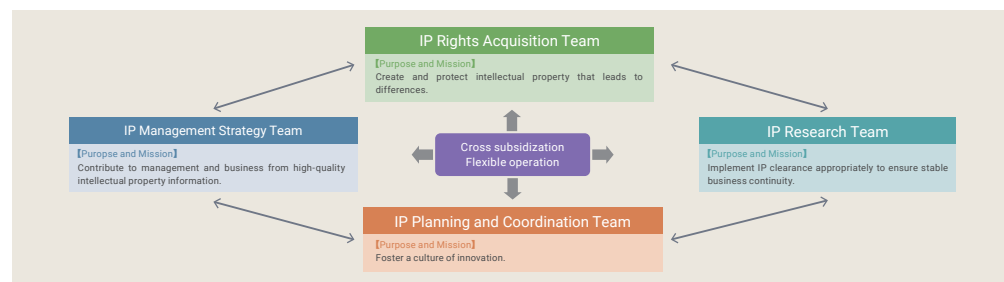 IP Rights Acquisition Team
【Purpose and Mission】
Create and protect intellectual property that leads to
differences.
IP Management Strategy Team
【Puropse and Mission】
Contribute to management and business from high-quality
intellectual property information.
Cross subsidization
Flexible operation
IP Research Team
【Purpose and Mission】
Implement IP clearance appropriately to ensure stable
business continuity.
IP Planning and Coordination Team
【Purpose and Mission】
Foster a culture of innovation.